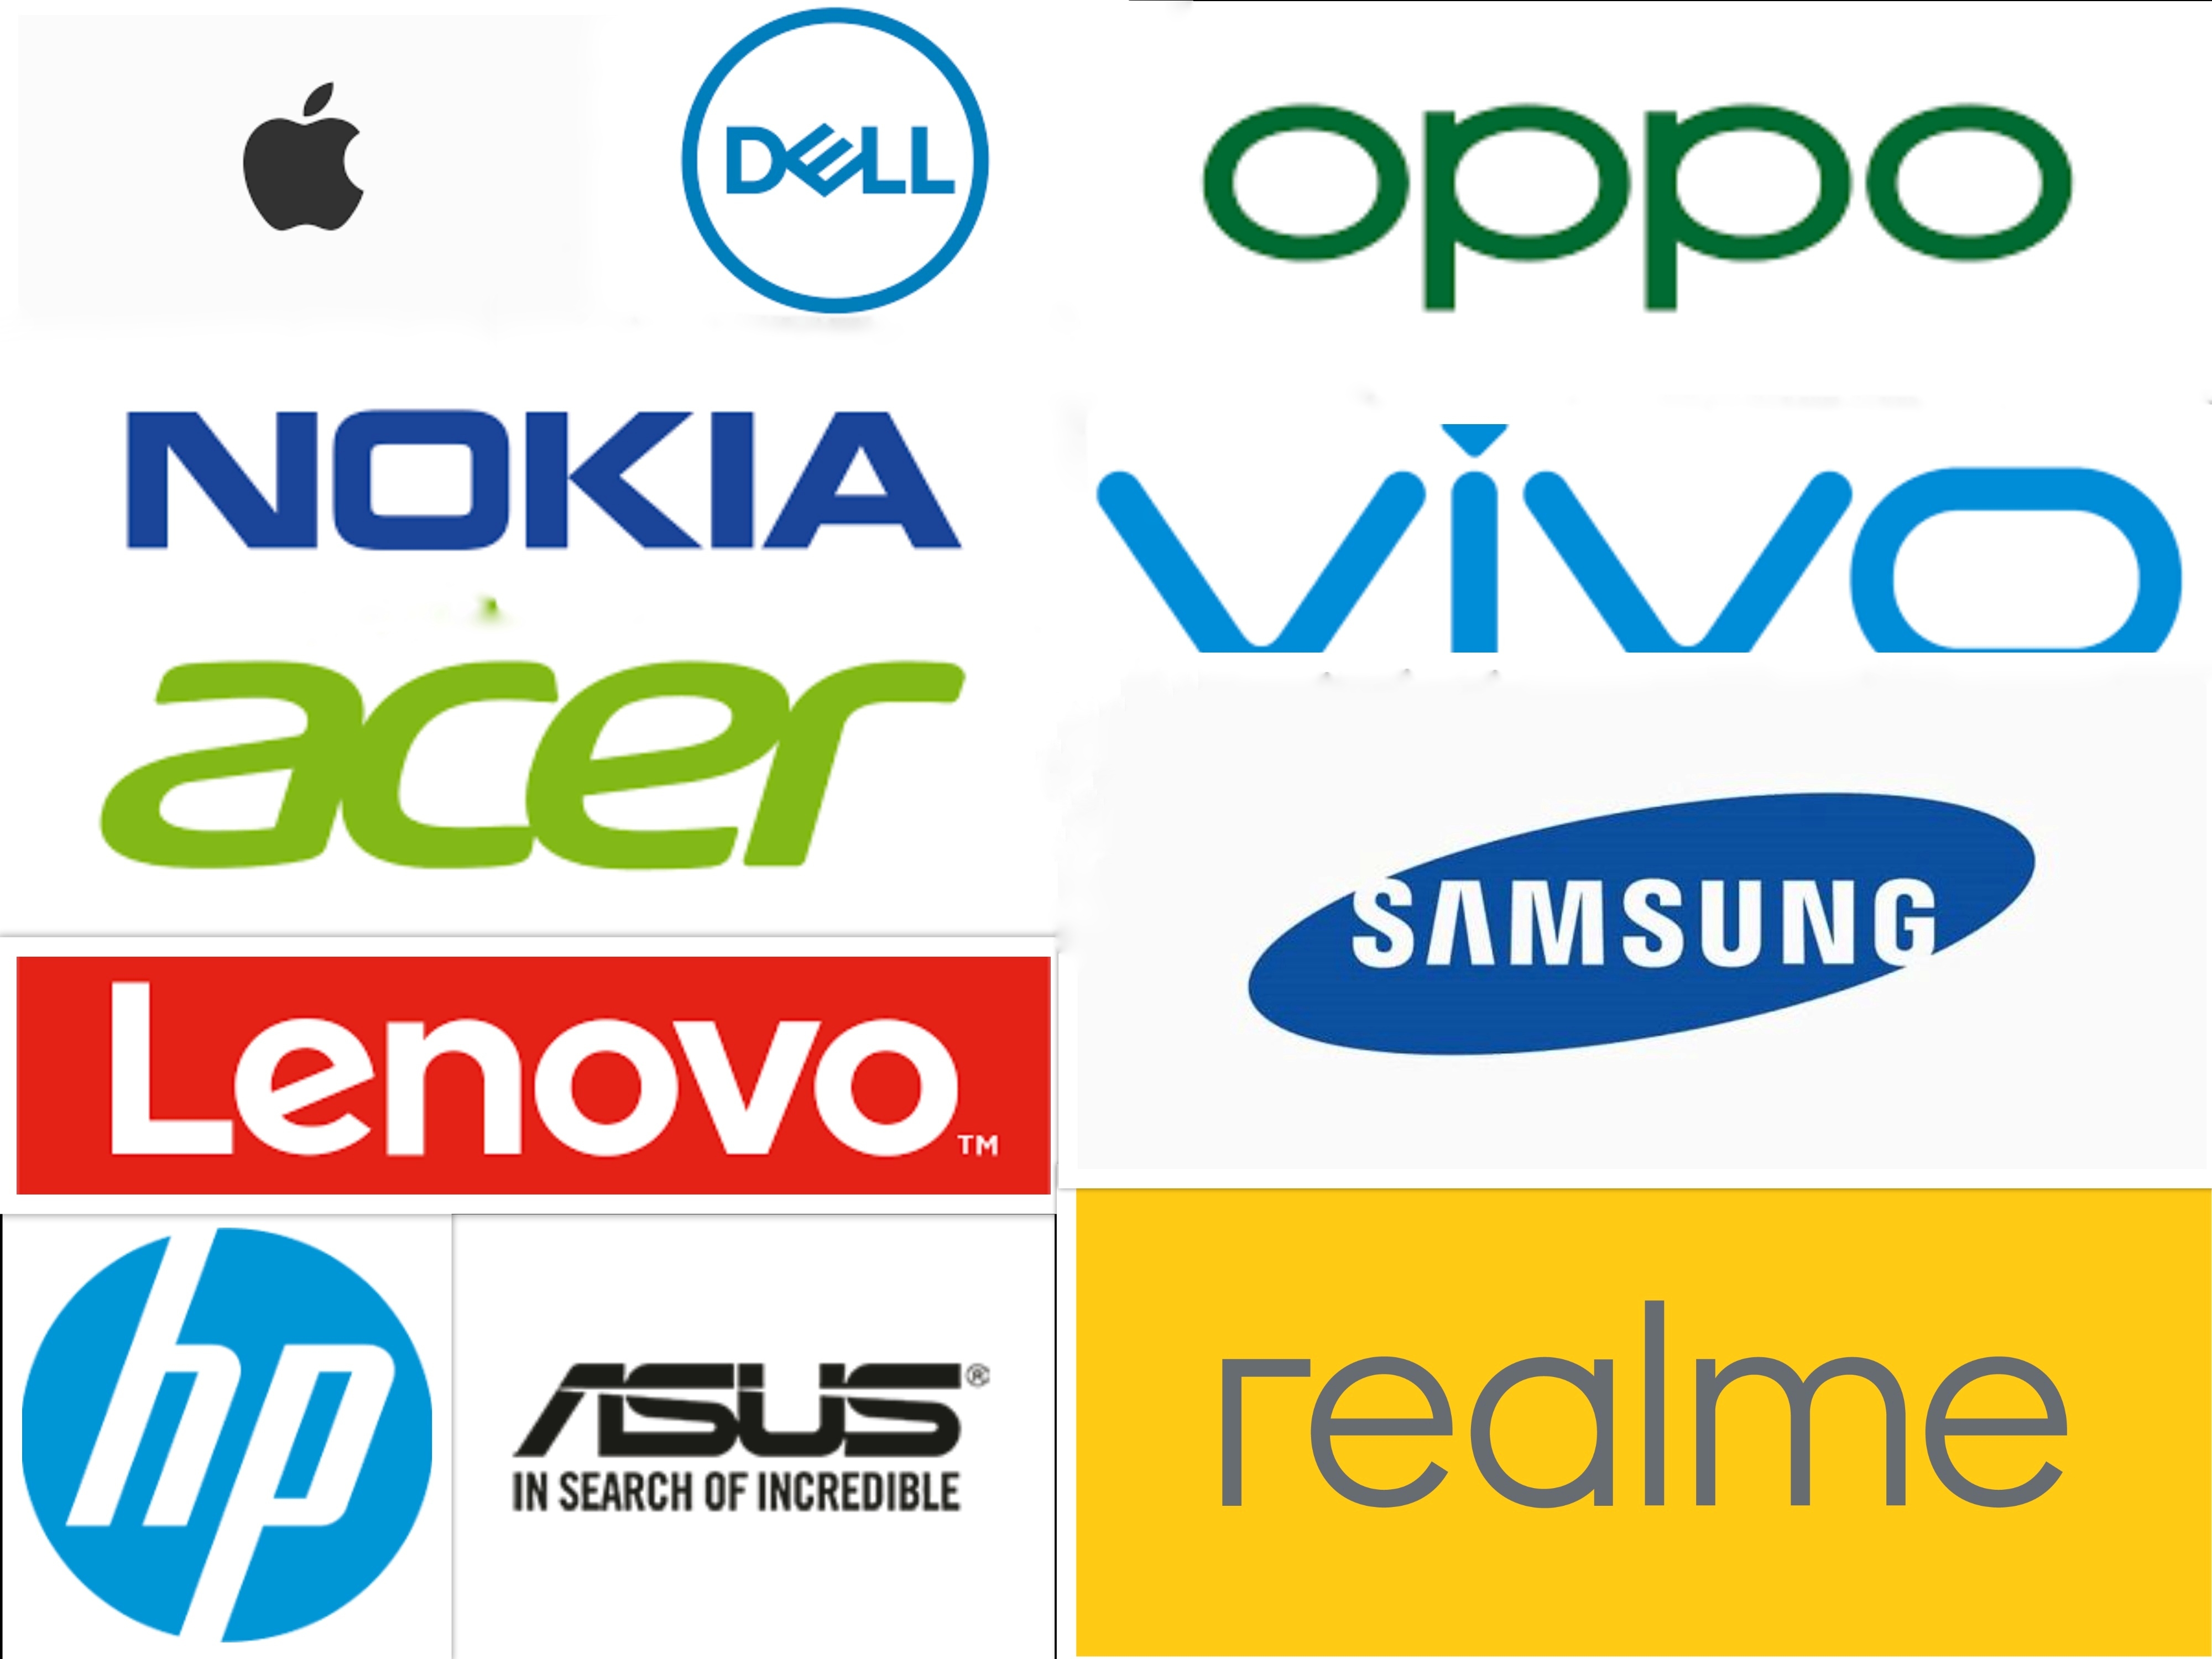 DELL
oppo
NOKIA
vivo
acer
SAMSUNG
Lenovo™
hp
ASUS®
IN SEARCH OF INCREDIBLE
realme